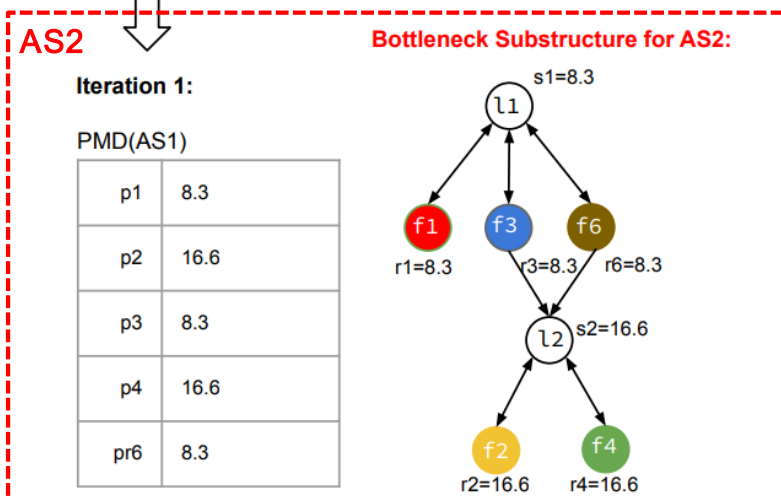 AS2
Iteration 1:
PMD(AS1)
p1 8.3
p2 16.6
p3 8.3
p4 16.6
pr6 8.3
Bottleneck Substructure for AS2:
s1=8.3
l1
f1 f3 f6
r1=8.3 r3=8.3 r6=8.3
l2 s2=16.6
f2 f4
r2=16.6 r4=16.6